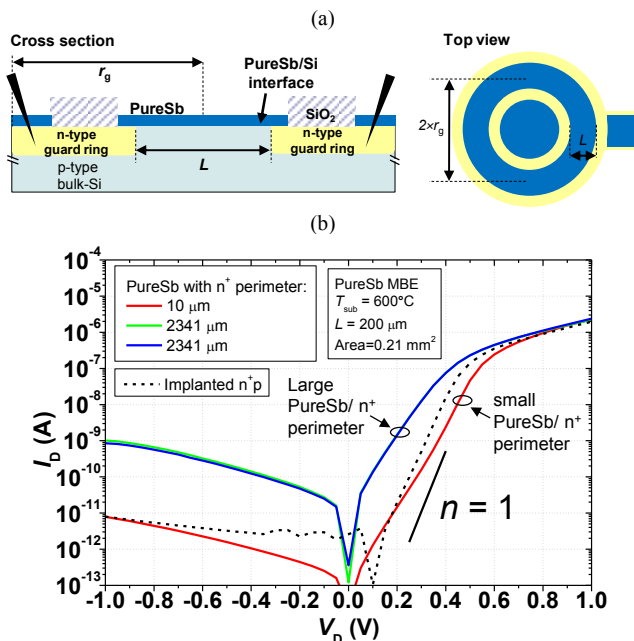 (a)
Cross section
r_g
PureSb/Si
interface
PureSb
SiO₂
n-type
guard ring
L
n-type
guard ring
p-type
bulk-Si
Top view
2×r_g
L
(b)
I_D (A)
10⁻⁴
10⁻⁵
10⁻⁶
10⁻⁷
10⁻⁸
10⁻⁹
10⁻¹⁰
10⁻¹¹
10⁻¹²
10⁻¹³
PureSb with n⁺ perimeter:
10 μm
2341 μm
2341 μm
Implanted n⁺p
PureSb MBE
T_sub = 600°C
L = 200 μm
Area=0.21 mm²
Large
PureSb/ n⁺
perimeter
small
PureSb/ n⁺
perimeter
n = 1
-1.0 -0.8 -0.6 -0.4 -0.2 0.0 0.2 0.4 0.6 0.8 1.0
V_D (V)